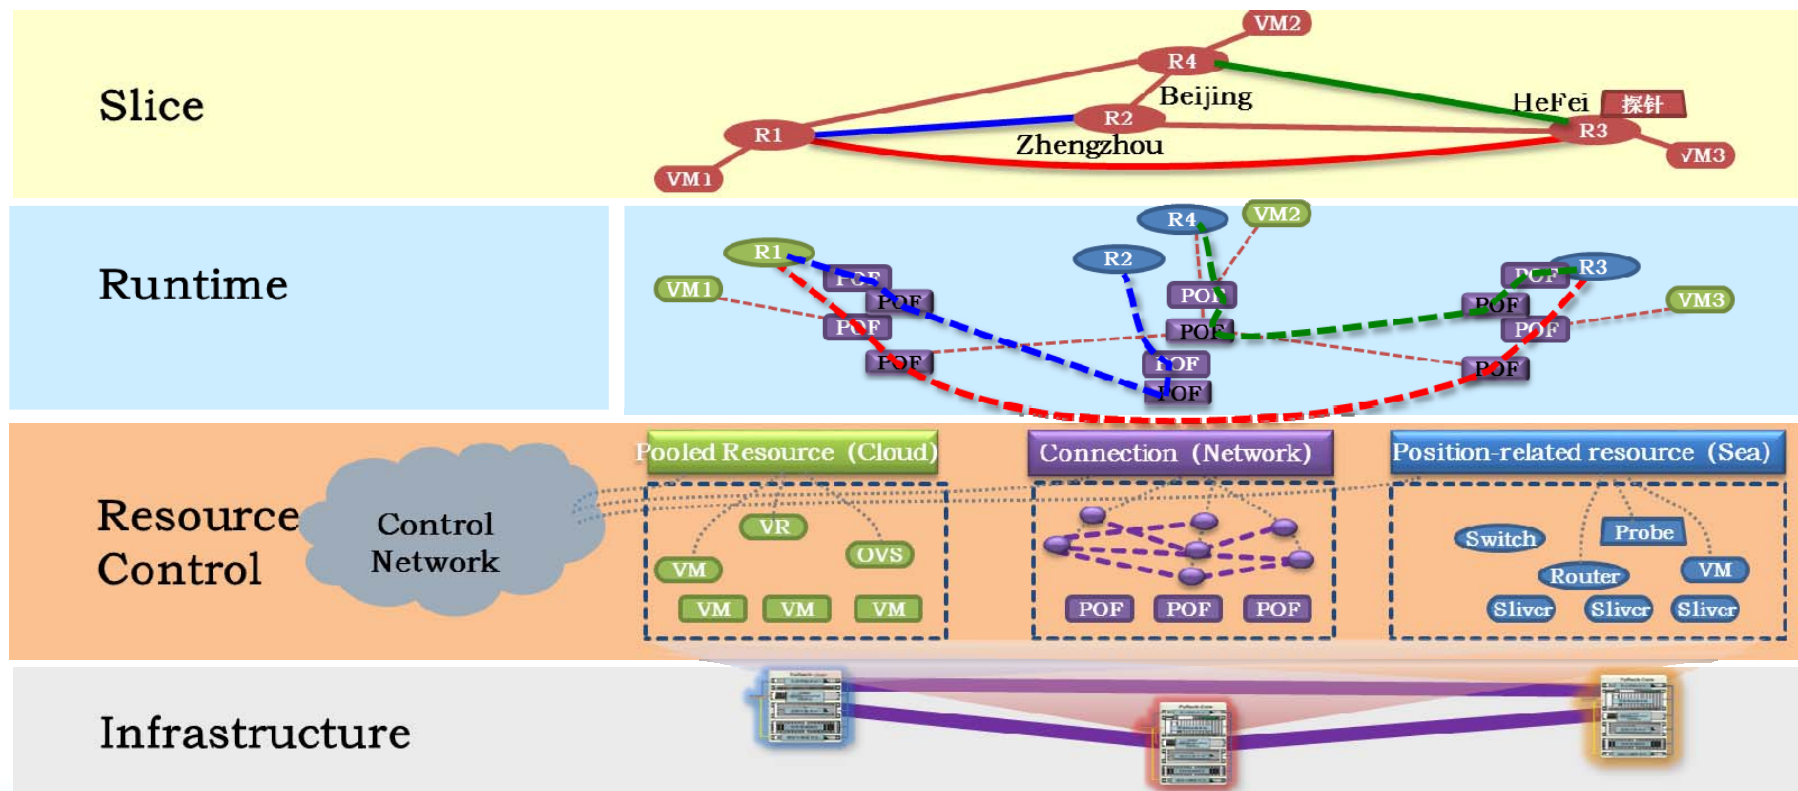 Slice
VM2
R4
Beijing
HeFei
探针
R1
R2
Zhengzhou
R3
VM1
VM3
Runtime
R4
VM2
R1
R2
R3
POF
POF
VM1
POF
POF
POF
VM3
POF
POF
POF
POF
POF
POF
POF
POF
Pooled Resource (Cloud)
Connection (Network)
Position-related resource (Sea)
Resource
Control
Control
Network
VR
OVS
VM
VM
VM
VM
POF
POF
POF
Switch
Probe
Router
VM
Sliver
Sliver
Sliver
Infrastructure